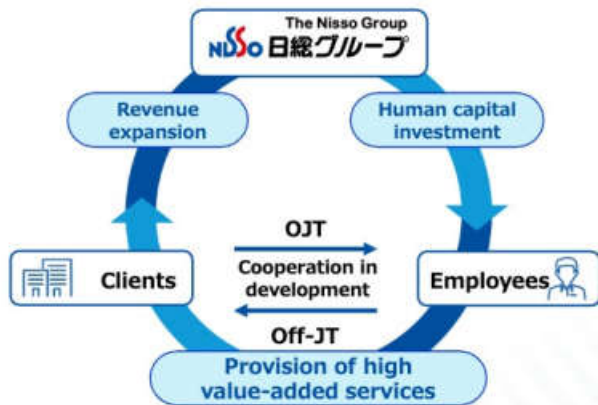 The Nisso Group
NISSO 日総グループ
Revenue
expansion
Human capital
investment
OJT
Clients
Cooperation in
development
Employees
Off-JT
Provision of high
value-added services